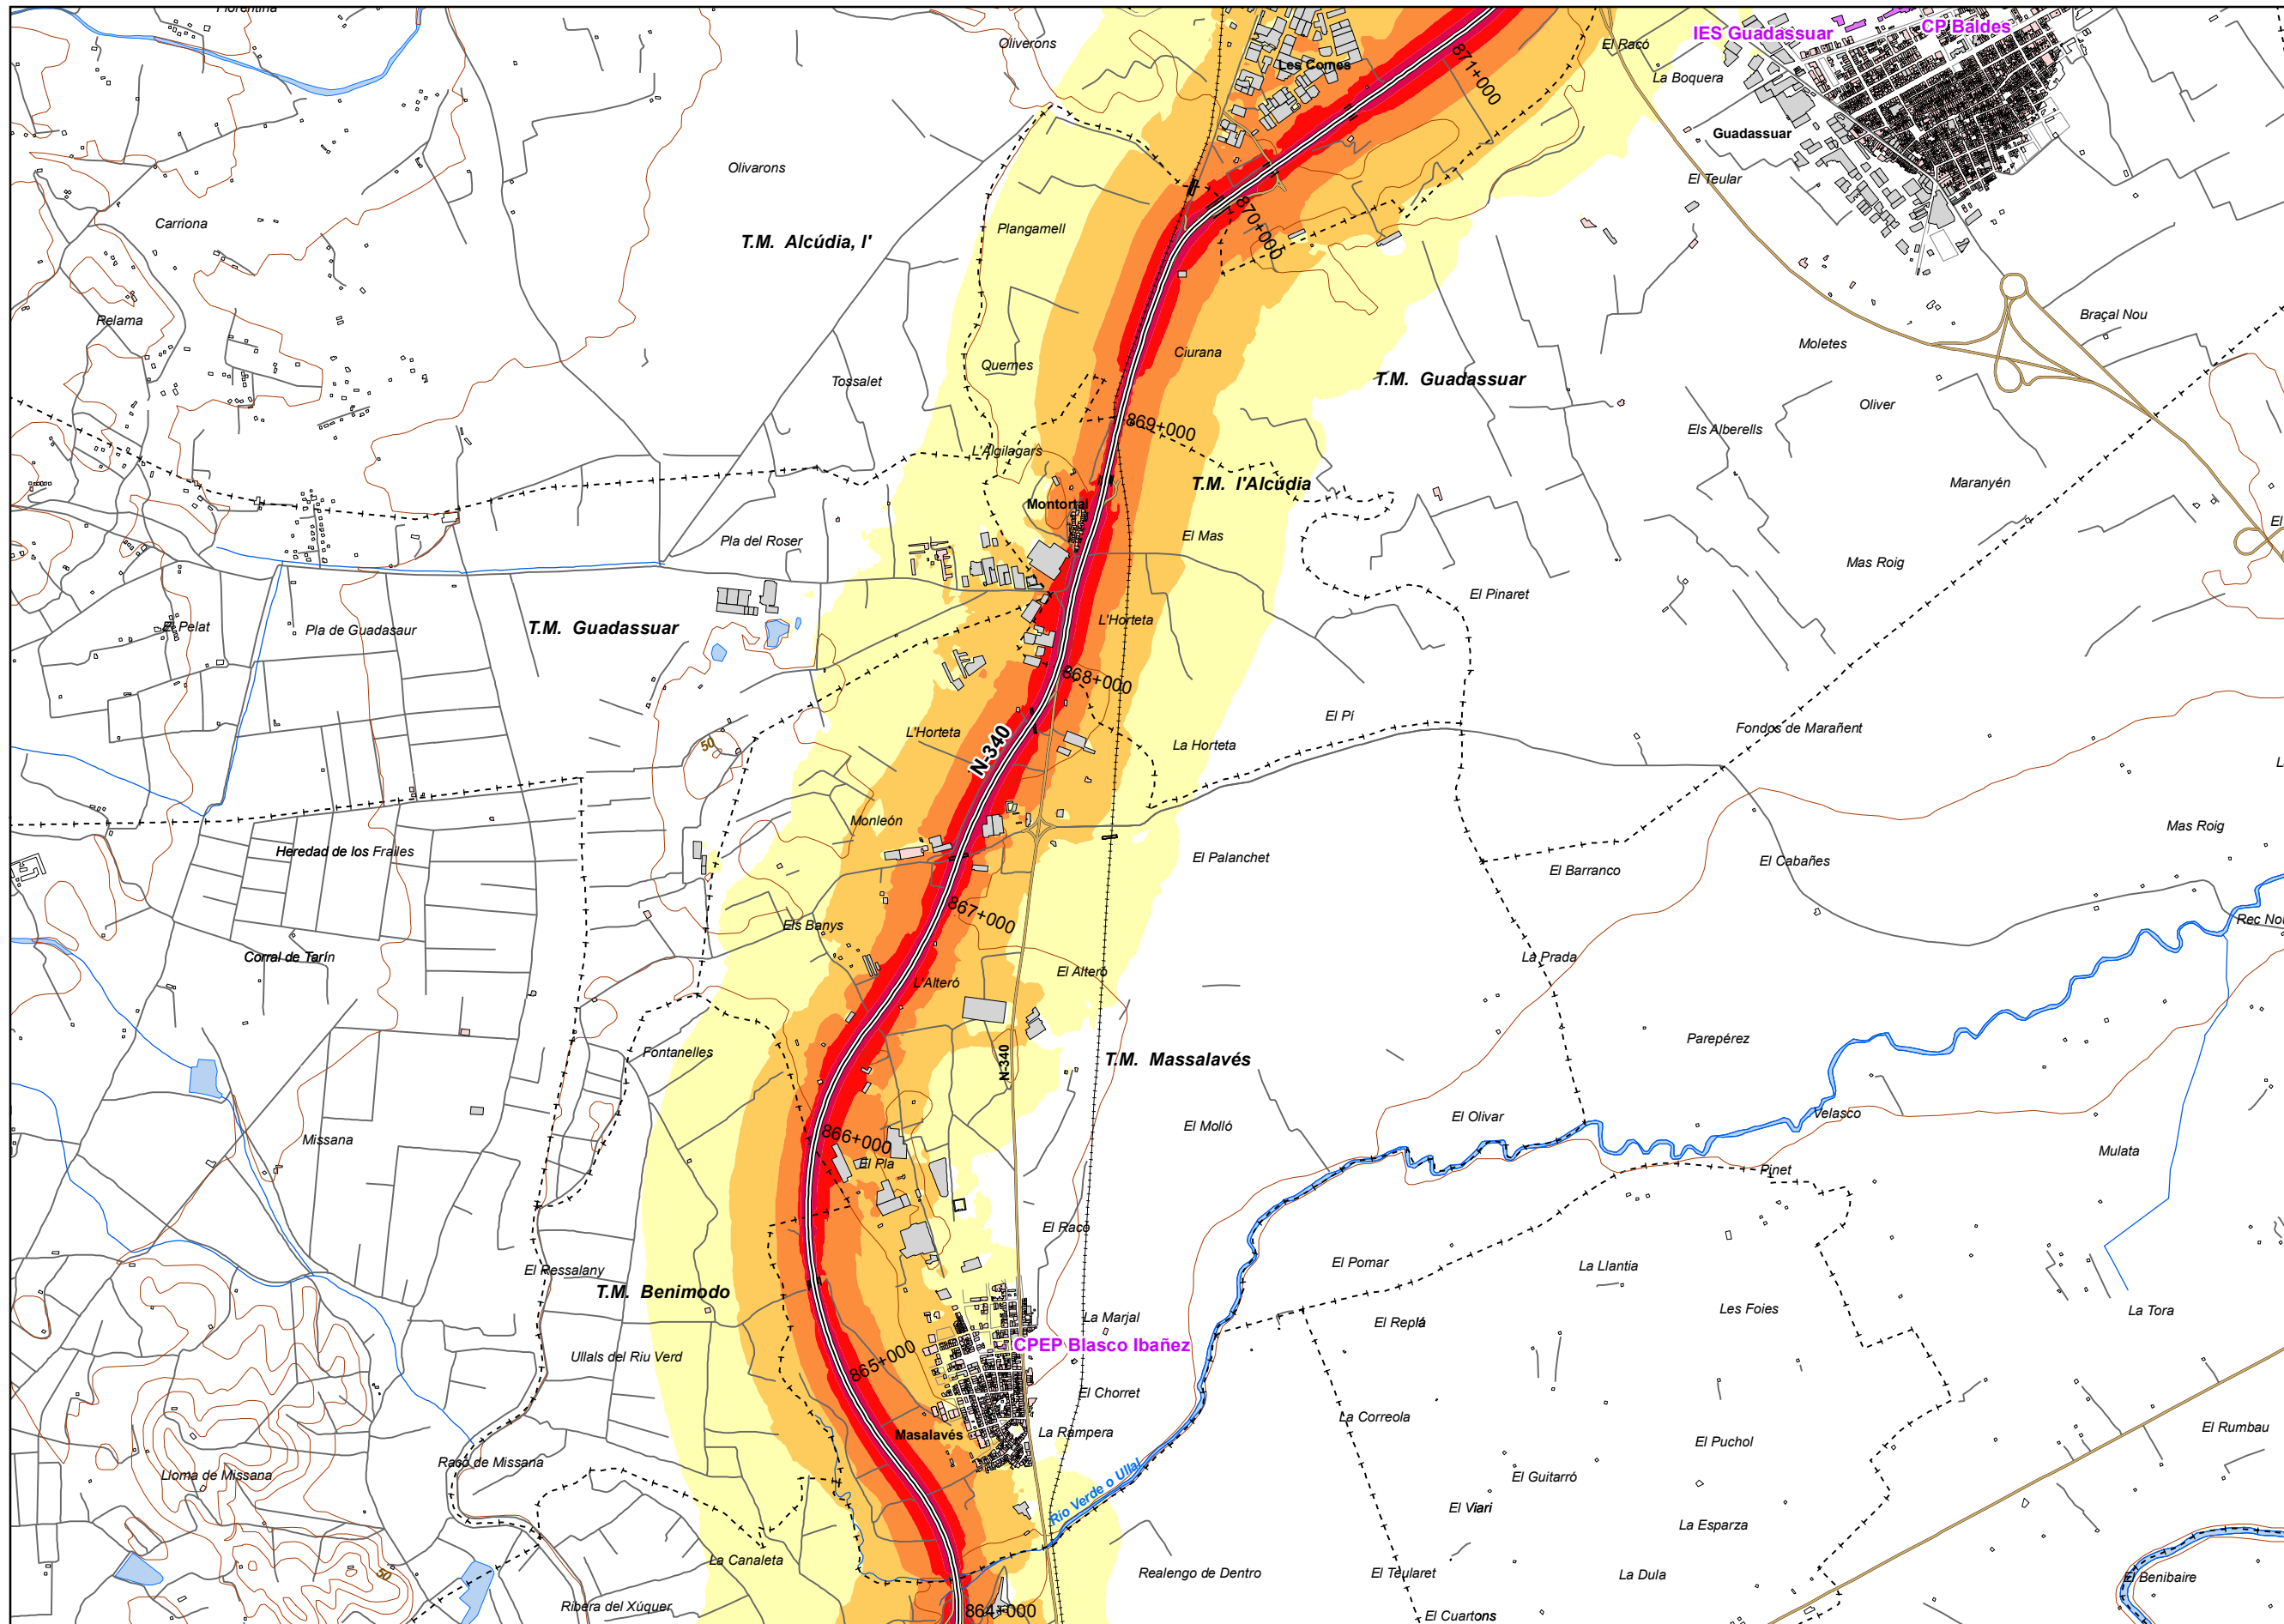 Florentina
IES Guadassuar
CP Baldes
Oliverons
El Racó
Les Comes
871+000
La Boquera
Guadassuar
Olivarons
El Teular
Carriona
Plangamell
870+000
T.M. Alcúdia, l'
Relama
Braçal Nou
Moletes
Ciurana
Quernes
Tossalet
T.M. Guadassuar
Oliver
869+000
Els Alberells
L'Algilagars
T.M. l'Alcúdia
Maranyén
Montortal
El
El Mas
Pla del Roser
Mas Roig
El Pinaret
L'Horteta
El Pelat
Pla de Guadasaur
T.M. Guadassuar
868+000
El Pí
Fondos de Marañent
L'Horteta
N-340
La Horteta
50
Monleón
Mas Roig
Heredad de los Frailes
El Palanchet
El Cabañes
El Barranco
867+000
Rec Nou
Els Banys
Corral de Tarín
La Prada
El Alteró
L'Alteró
Parepérez
Fontanelles
N-340
T.M. Massalavés
El Olivar
Velasco
El Molló
866+000
Missana
Mulata
El Pla
Pinet
El Racó
El Pomar
La Llantia
El Ressalany
T.M. Benimodo
Les Foies
La Tora
La Marjal
El Replá
CPEP Blasco Ibañez
Ullals del Riu Verd
865+000
El Chorret
La Correola
El Rumbau
La Rampera
Masalavés
El Puchol
Racó de Missana
Lloma de Missana
El Guitarró
Río Verde o Ullal
El Viari
La Esparza
La Canaleta
50
Realengo de Dentro
El Teularet
La Dula
El Benibaire
Ribera del Xúquer
864+000
El Cuartons